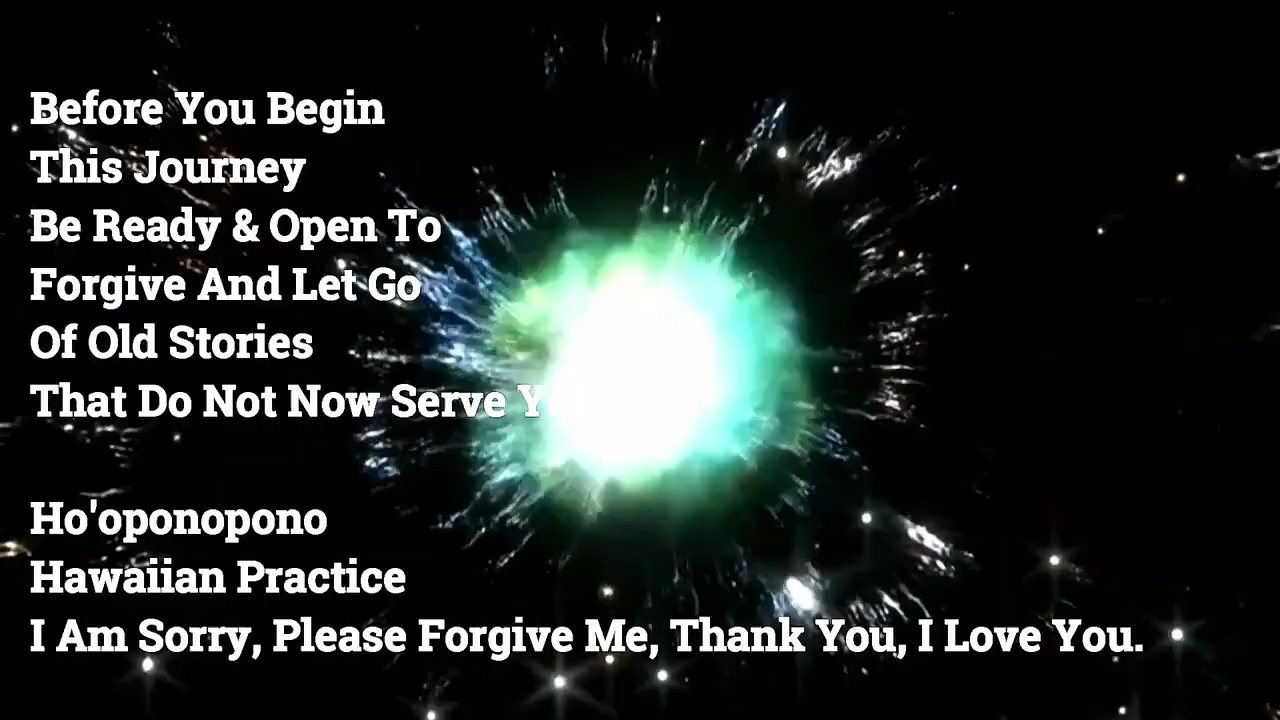 Before You Begin
This Journey
Be Ready & Open To
Forgive And Let Go
Of Old Stories
That Do Not Now Serve
Ho'oponopono
Hawaiian Practice
I Am Sorry, Please Forgive Me, Thank You, I Love You.